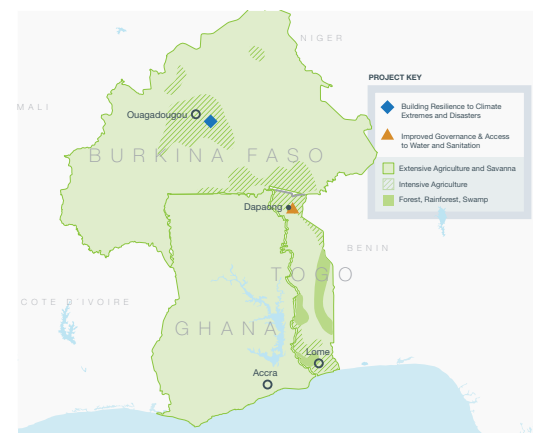 NIGER
PROJECT KEY
MALI
Building Resilience to Climate
Extremes and Disasters
Ouagadougou
Improved Governance & Access
to Water and Sanitation
BURKINA FASO
Extensive Agriculture and Savanna
Intensive Agriculture
Forest, Rainforest, Swamp
Dapaong
BENIN
TOGO
COTE D'IVOIRE
GHANA
Lome
Accra